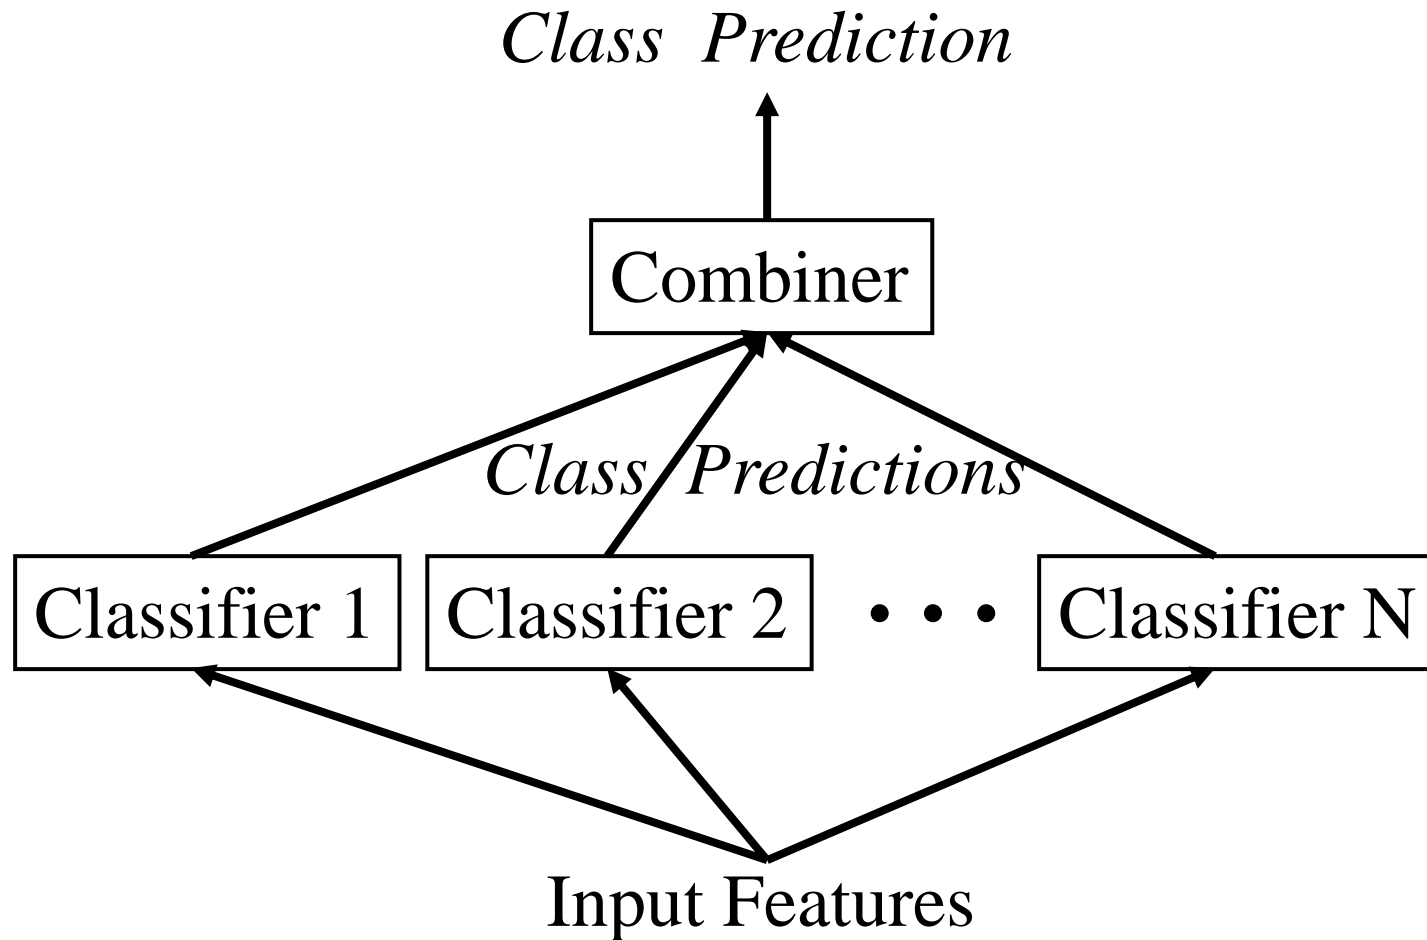 Class Prediction
Combiner
Class Predictions
Classifier 1
Classifier 2
• • •
Classifier N
Input Features